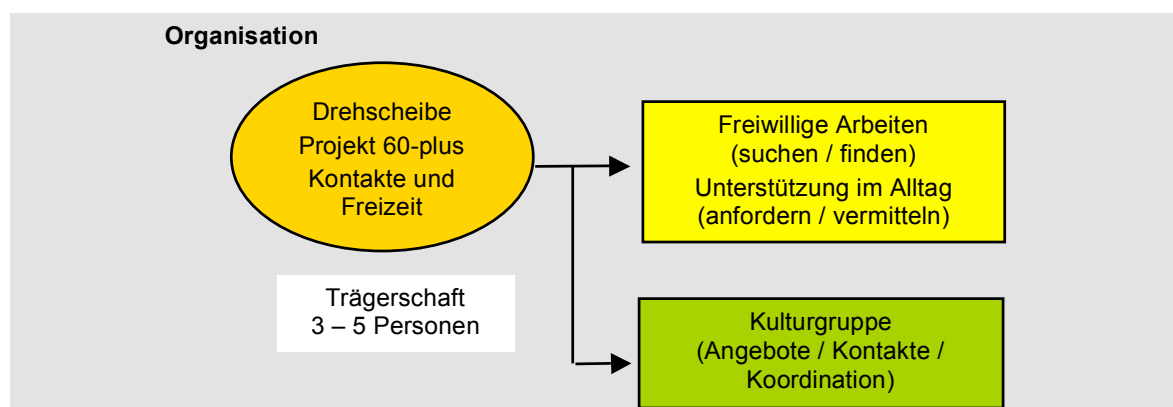 Organisation
Drehscheibe
Projekt 60-plus
Kontakte und
Freizeit
Trägerschaft
3 – 5 Personen
Freiwillige Arbeiten
(suchen / finden)
Unterstützung im Alltag
(anfordern / vermitteln)
Kulturgruppe
(Angebote / Kontakte /
Koordination)